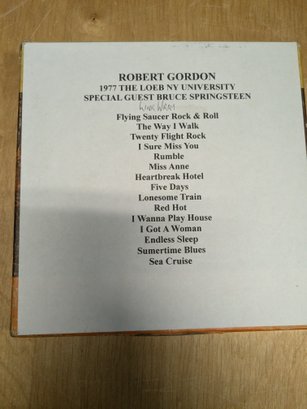 ROBERT GORDON
1977 THE LOEB NY UNIVERSITY
SPECIAL GUEST BRUCE SPRINGSTEEN
LINK WRAY
Flying Saucer Rock & Roll
The Way I Walk
Twenty Flight Rock
I Sure Miss You
Rumble
Miss Anne
Heartbreak Hotel
Five Days
Lonesome Train
Red Hot
I Wanna Play House
I Got A Woman
Endless Sleep
Sumertime Blues
Sea Cruise